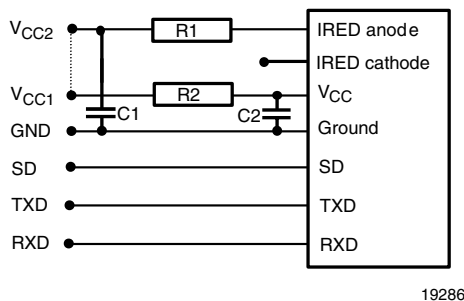 VCC2 R1 IRED anode
IRED cathode
VCC1 R2 VCC
C1 C2
GND Ground
SD SD
TXD TXD
RXD RXD
19286